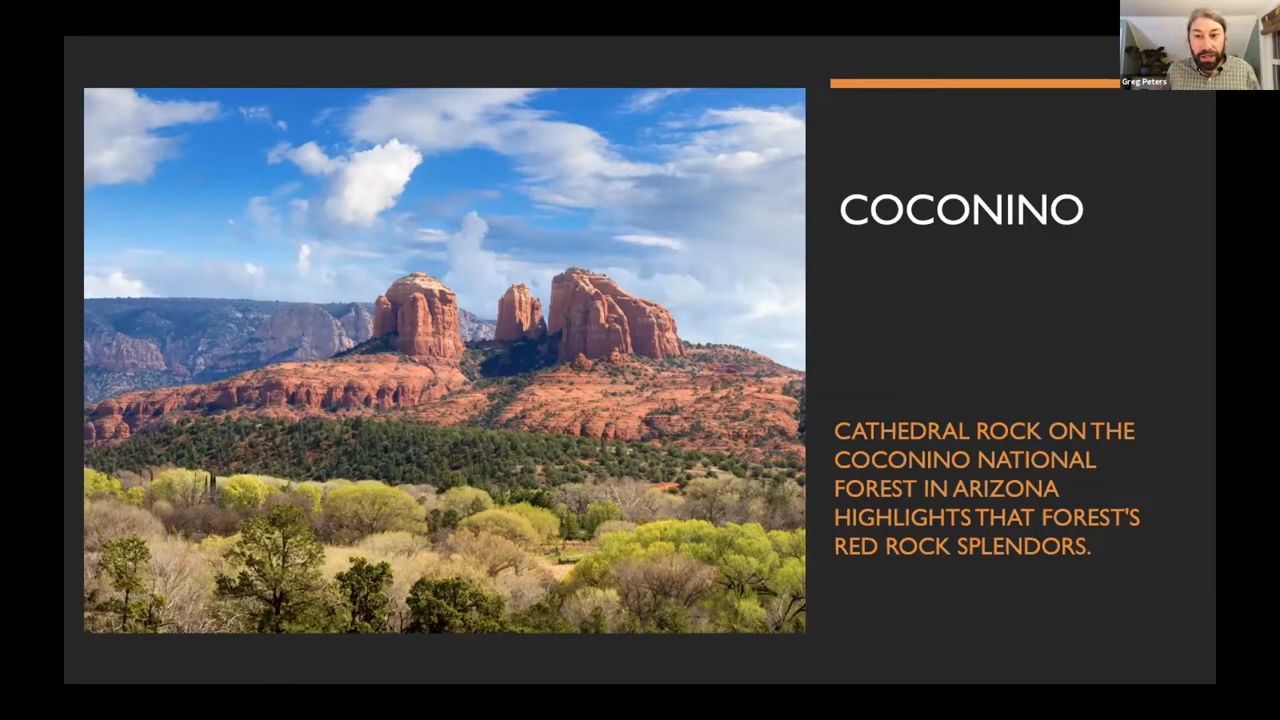 Greg Peters
COCONINO
CATHEDRAL ROCK ON THE
COCONINO NATIONAL
FOREST IN ARIZONA
HIGHLIGHTS THAT FOREST'S
RED ROCK SPLENDORS.